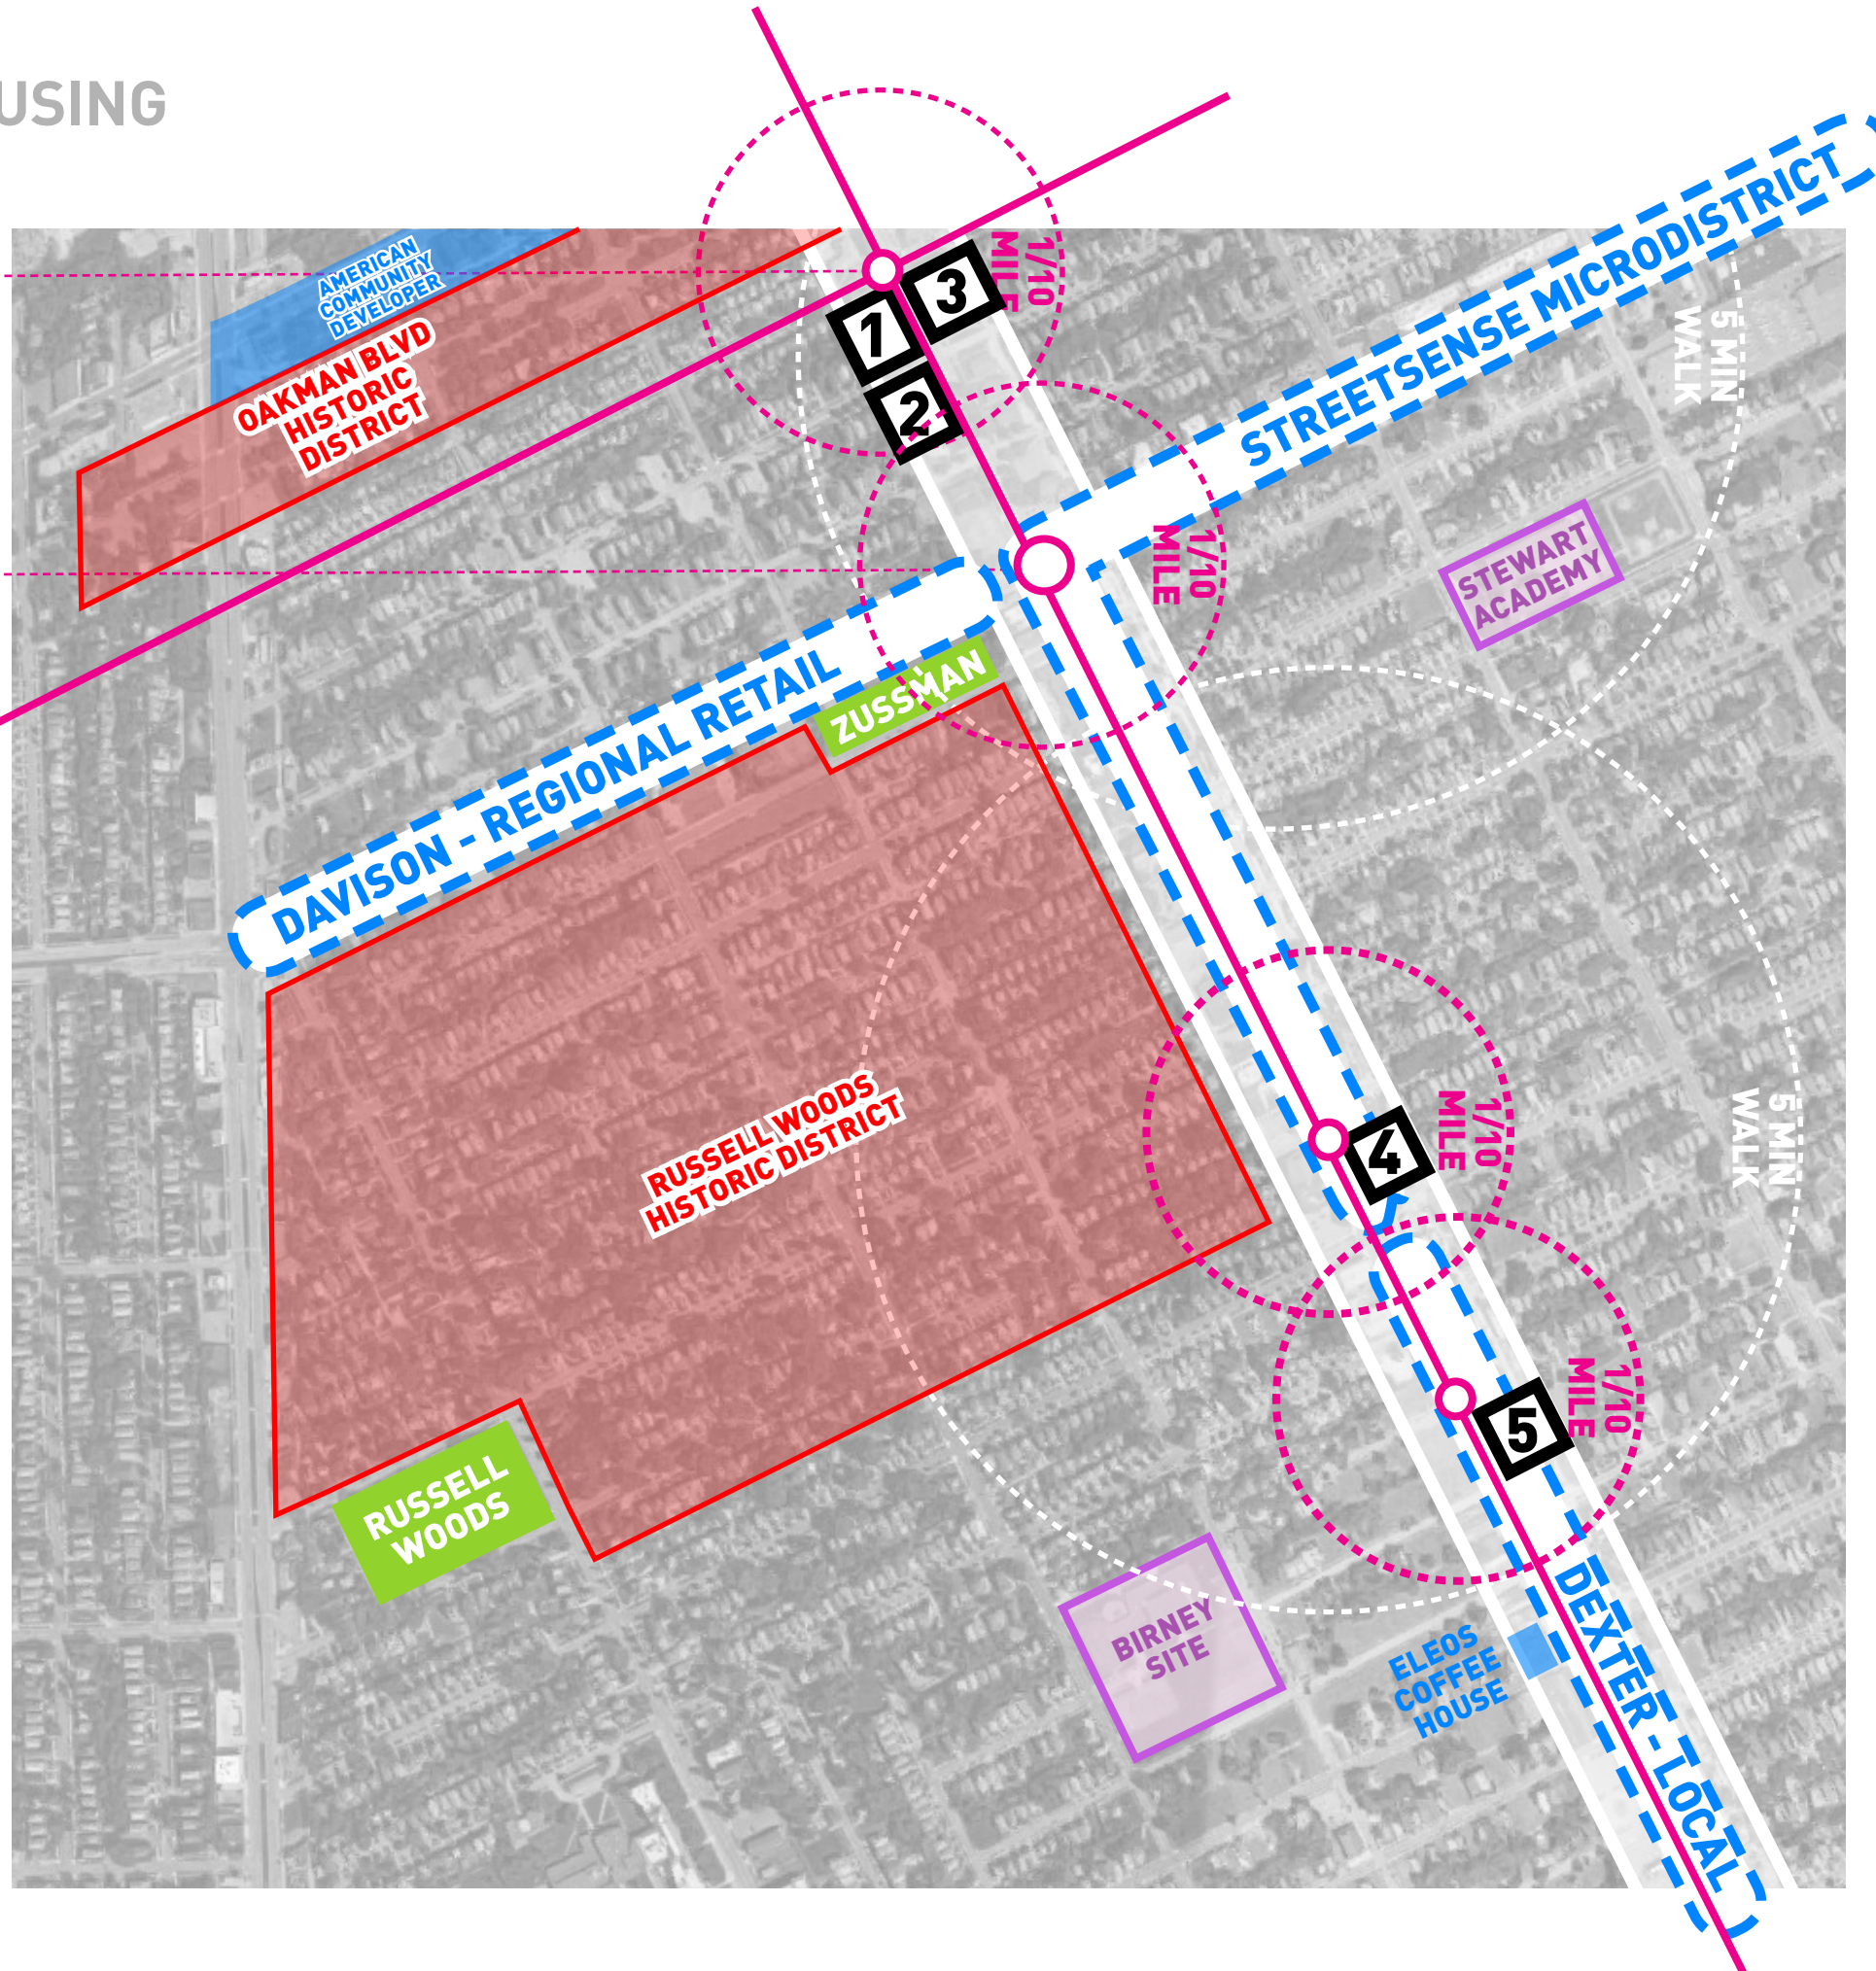 USING
AMERICAN
COMMUNITY
DEVELOPER
OAKMAN BLVD
HISTORIC
DISTRICT
1
2
3
1/10
MILE
STREETSENSE MICRODISTRICT
5 MIN
WALK
STEWART
ACADEMY
1/10
MILE
DAVISON - REGIONAL RETAIL
ZUSSMAN
RUSSELL WOODS
HISTORIC DISTRICT
4
1/10
MILE
5 MIN
WALK
5
1/10
MILE
RUSSELL
WOODS
BIRNEY
SITE
ELEOS
COFFEE
HOUSE
DEXTER - LOCAL